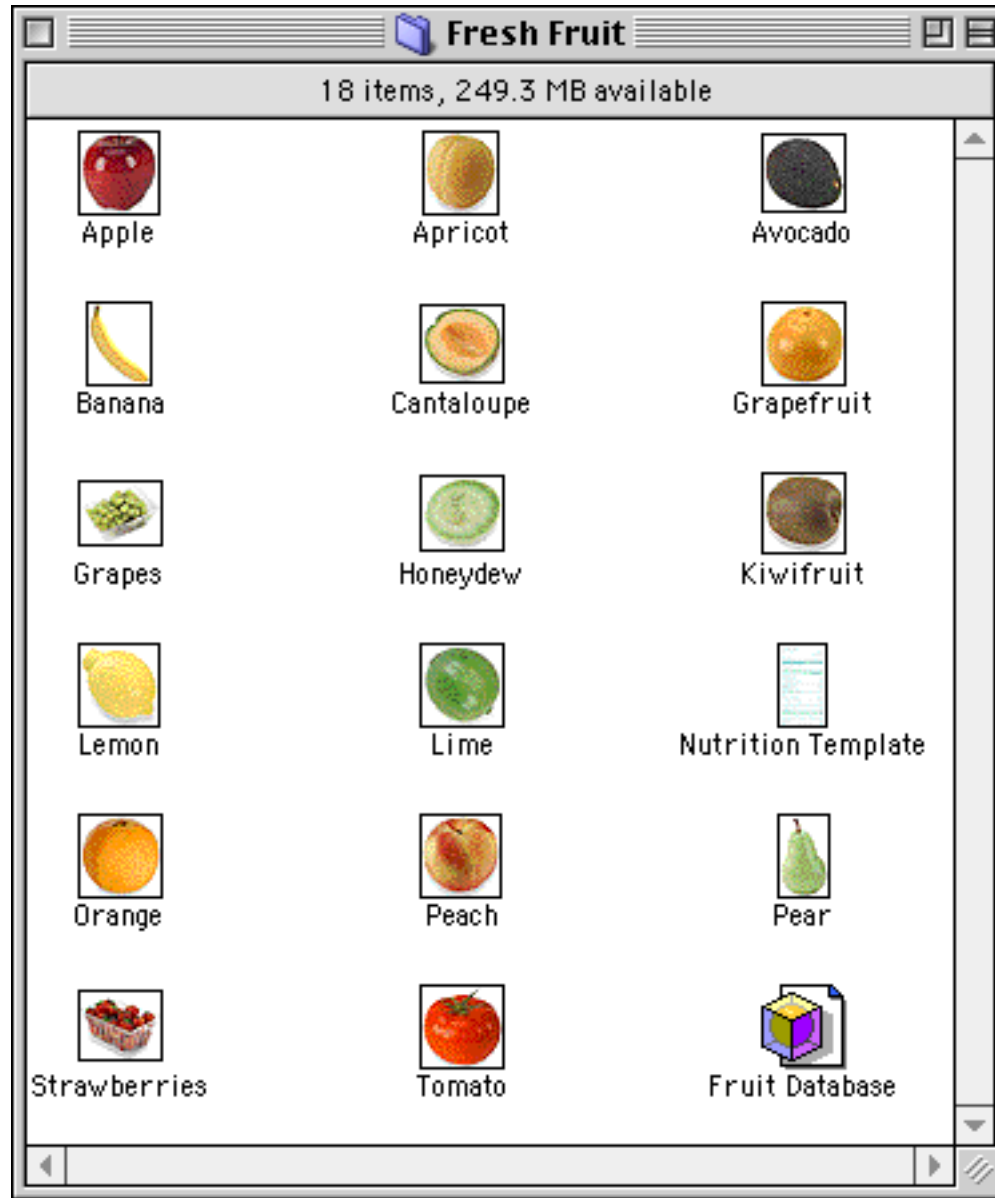 Fresh Fruit
18 items, 249.3 MB available
Apple
Apricot
Avocado
Banana
Cantaloupe
Grapefruit
Grapes
Honeydew
Kiwifruit
Lemon
Lime
Nutrition Template
Orange
Peach
Pear
Strawberries
Tomato
Fruit Database